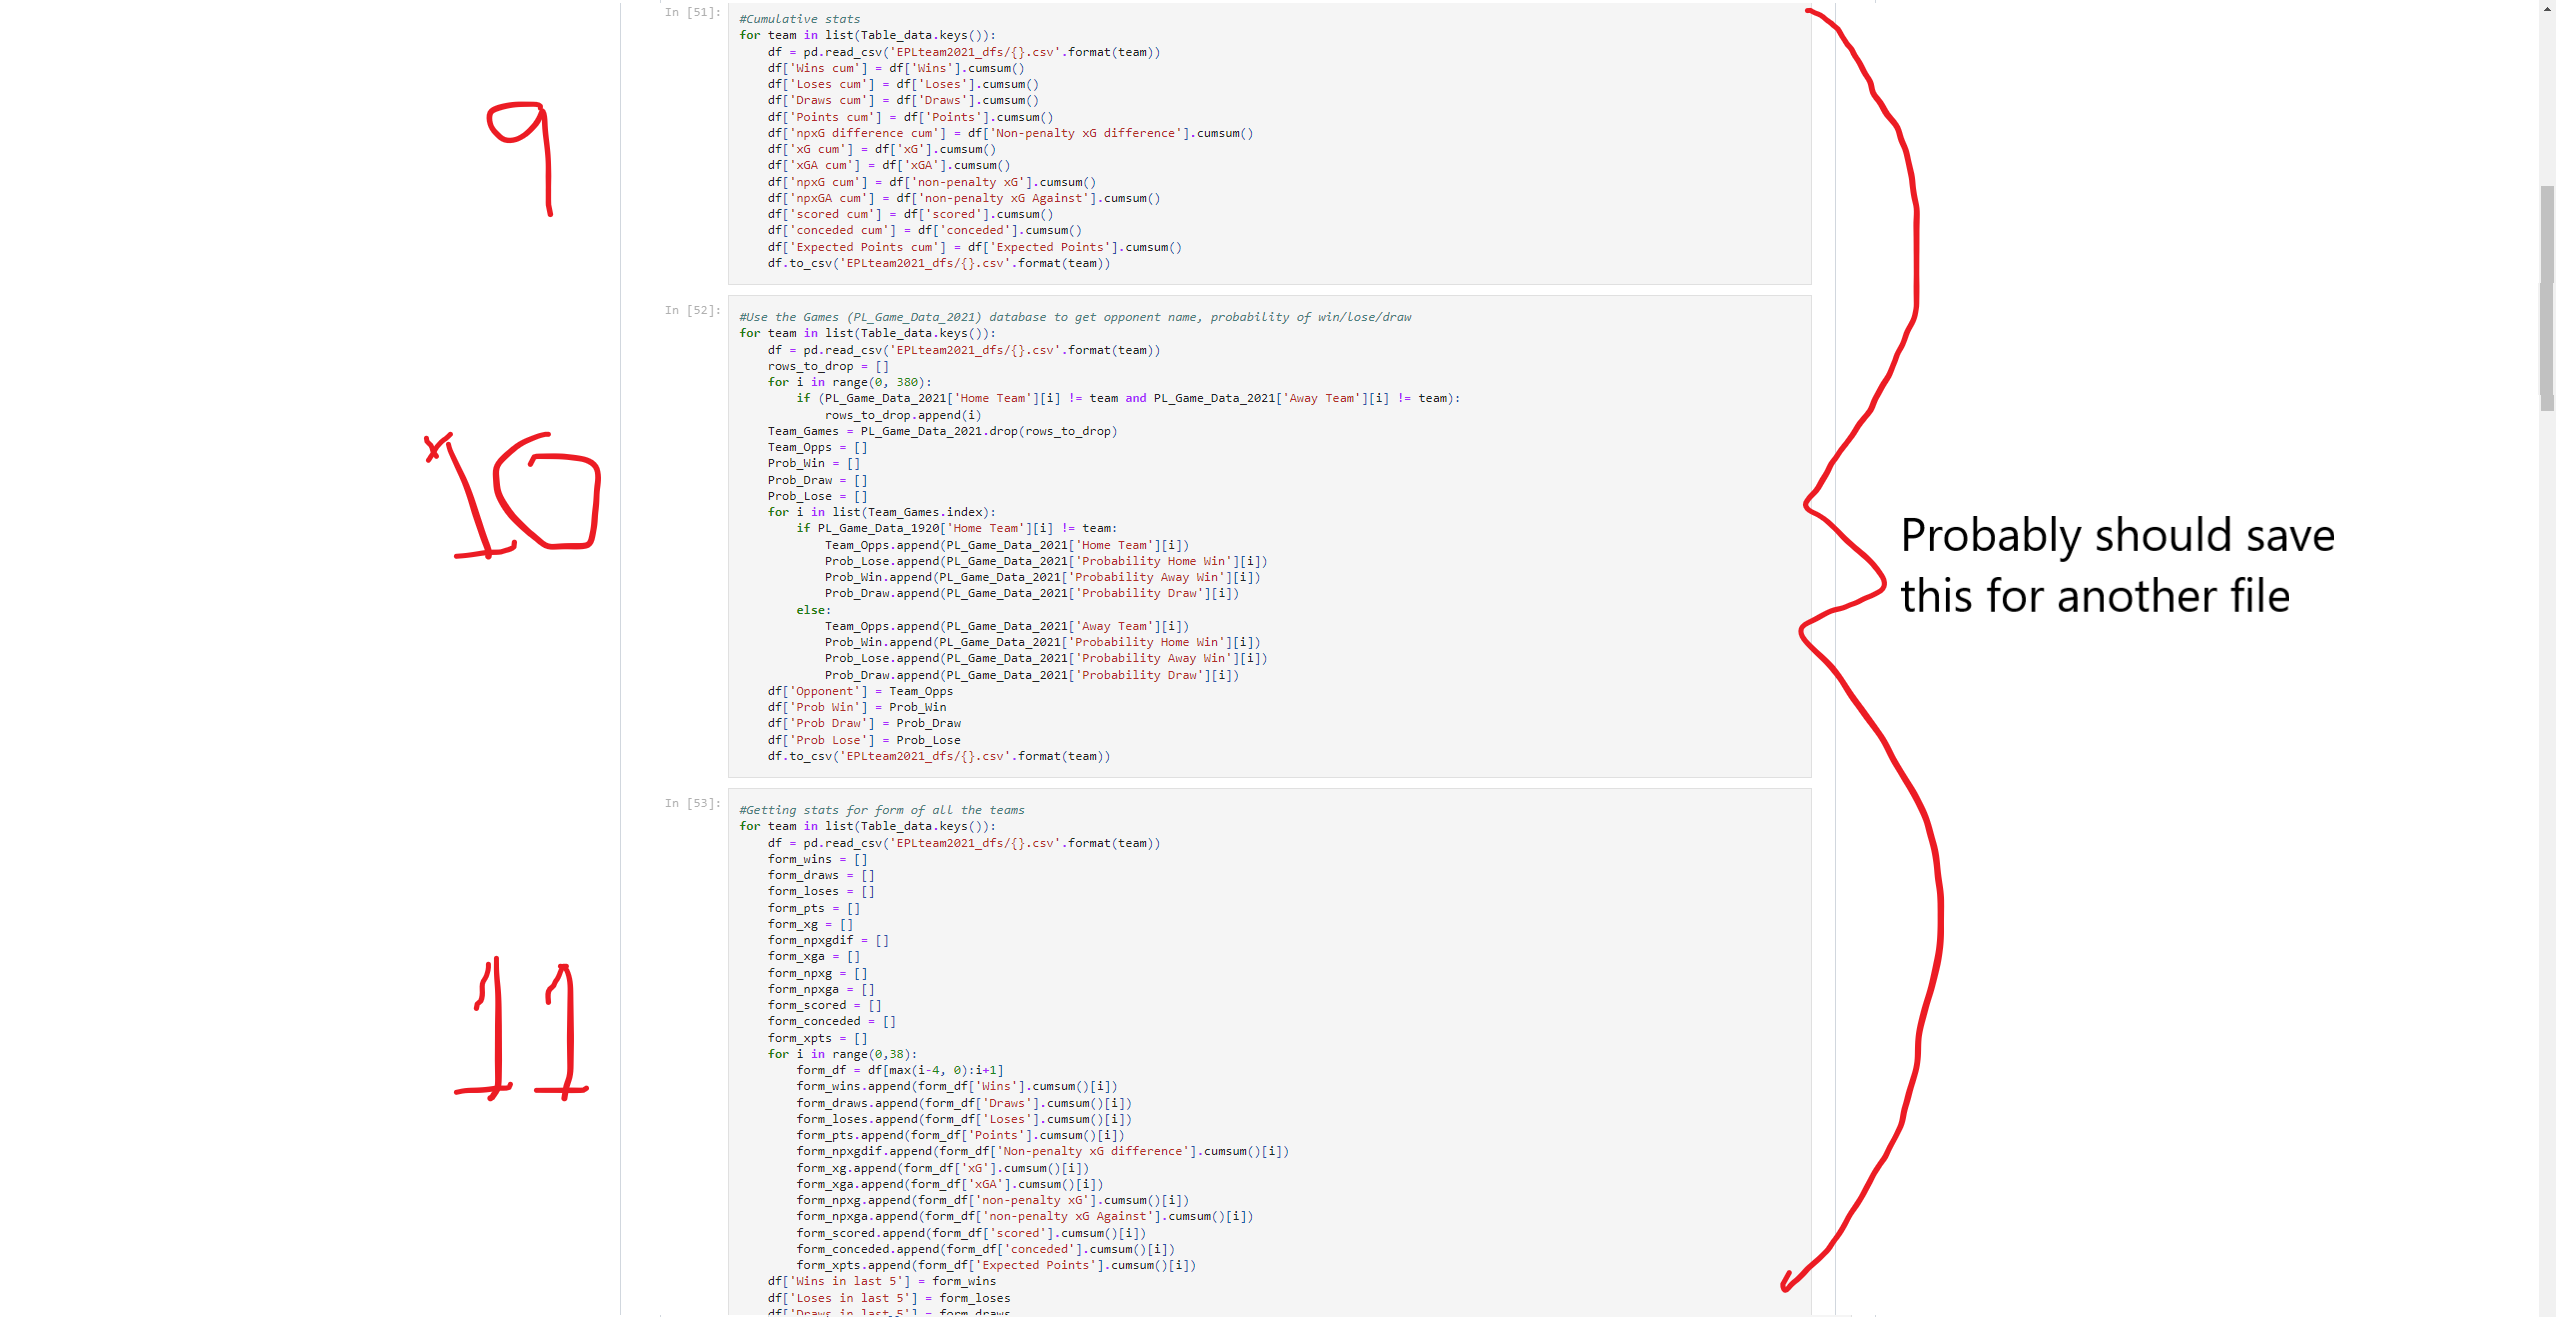 In [51]:
#Cumulative stats
for team in list(Table_data.keys()):
    df = pd.read_csv('EPLteam2021_dfs/{}.csv'.format(team))
    df['Wins cum'] = df['Wins'].cumsum()
    df['Loses cum'] = df['Loses'].cumsum()
    df['Draws cum'] = df['Draws'].cumsum()
    df['Points cum'] = df['Points'].cumsum()
    df['npxG difference cum'] = df['Non-penalty xG difference'].cumsum()
    df['xG cum'] = df['xG'].cumsum()
    df['xGA cum'] = df['xGA'].cumsum()
    df['npxG cum'] = df['non-penalty xG'].cumsum()
    df['npxGA cum'] = df['non-penalty xG Against'].cumsum()
    df['scored cum'] = df['scored'].cumsum()
    df['conceded cum'] = df['conceded'].cumsum()
    df['Expected Points cum'] = df['Expected Points'].cumsum()
    df.to_csv('EPLteam2021_dfs/{}.csv'.format(team))
9
In [52]:
#Use the Games (PL_Game_Data_2021) database to get opponent name, probability of win/lose/draw
for team in list(Table_data.keys()):
    df = pd.read_csv('EPLteam2021_dfs/{}.csv'.format(team))
    rows_to_drop = []
    for i in range(0, 380):
        if (PL_Game_Data_2021['Home Team'][i] != team and PL_Game_Data_2021['Away Team'][i] != team):
            rows_to_drop.append(i)
    Team_Games = PL_Game_Data_2021.drop(rows_to_drop)
    Team_Opps = []
    Prob_Win = []
    Prob_Draw = []
    Prob_Lose = []
    for i in list(Team_Games.index):
        if PL_Game_Data_1920['Home Team'][i] != team:
            Team_Opps.append(PL_Game_Data_2021['Home Team'][i])
            Prob_Lose.append(PL_Game_Data_2021['Probability Home Win'][i])
            Prob_Win.append(PL_Game_Data_2021['Probability Away Win'][i])
            Prob_Draw.append(PL_Game_Data_2021['Probability Draw'][i])
        else:
            Team_Opps.append(PL_Game_Data_2021['Away Team'][i])
            Prob_Win.append(PL_Game_Data_2021['Probability Home Win'][i])
            Prob_Lose.append(PL_Game_Data_2021['Probability Away Win'][i])
            Prob_Draw.append(PL_Game_Data_2021['Probability Draw'][i])
    df['Opponent'] = Team_Opps
    df['Prob Win'] = Prob_Win
    df['Prob Draw'] = Prob_Draw
    df['Prob Lose'] = Prob_Lose
    df.to_csv('EPLteam2021_dfs/{}.csv'.format(team))
10
Probably should save
this for another file
In [53]:
#Getting stats for form of all the teams
for team in list(Table_data.keys()):
    df = pd.read_csv('EPLteam2021_dfs/{}.csv'.format(team))
    form_wins = []
    form_draws = []
    form_loses = []
    form_pts = []
    form_xg = []
    form_npxgdif = []
    form_xga = []
    form_npxg = []
    form_npxga = []
    form_scored = []
    form_conceded = []
    form_xpts = []
    for i in range(0,38):
        form_df = df[max(i-4, 0):i+1]
        form_wins.append(form_df['Wins'].cumsum()[i])
        form_draws.append(form_df['Draws'].cumsum()[i])
        form_loses.append(form_df['Loses'].cumsum()[i])
        form_pts.append(form_df['Points'].cumsum()[i])
        form_npxgdif.append(form_df['Non-penalty xG difference'].cumsum()[i])
        form_xg.append(form_df['xG'].cumsum()[i])
        form_xga.append(form_df['xGA'].cumsum()[i])
        form_npxg.append(form_df['non-penalty xG'].cumsum()[i])
        form_npxga.append(form_df['non-penalty xG Against'].cumsum()[i])
        form_scored.append(form_df['scored'].cumsum()[i])
        form_conceded.append(form_df['conceded'].cumsum()[i])
        form_xpts.append(form_df['Expected Points'].cumsum()[i])
    df['Wins in last 5'] = form_wins
    df['Loses in last 5'] = form_loses
    df['Draws in last 5'] = form_draws
11